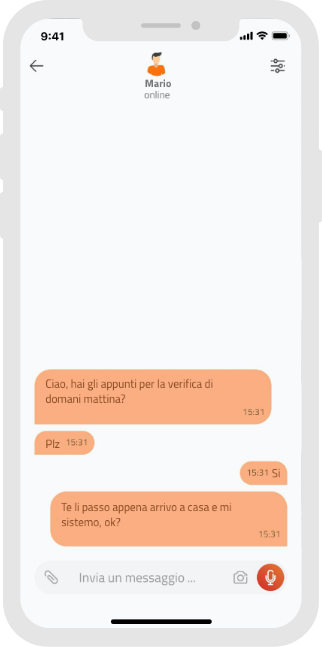 9:41
Mario
online
Ciao, hai gli appunti per la verifica di
domani mattina?
15:31
Plz 15:31
15:31 Si
Te li passo appena arrivo a casa e mi
sistemo, ok?
15:31
Invia un messaggio ...